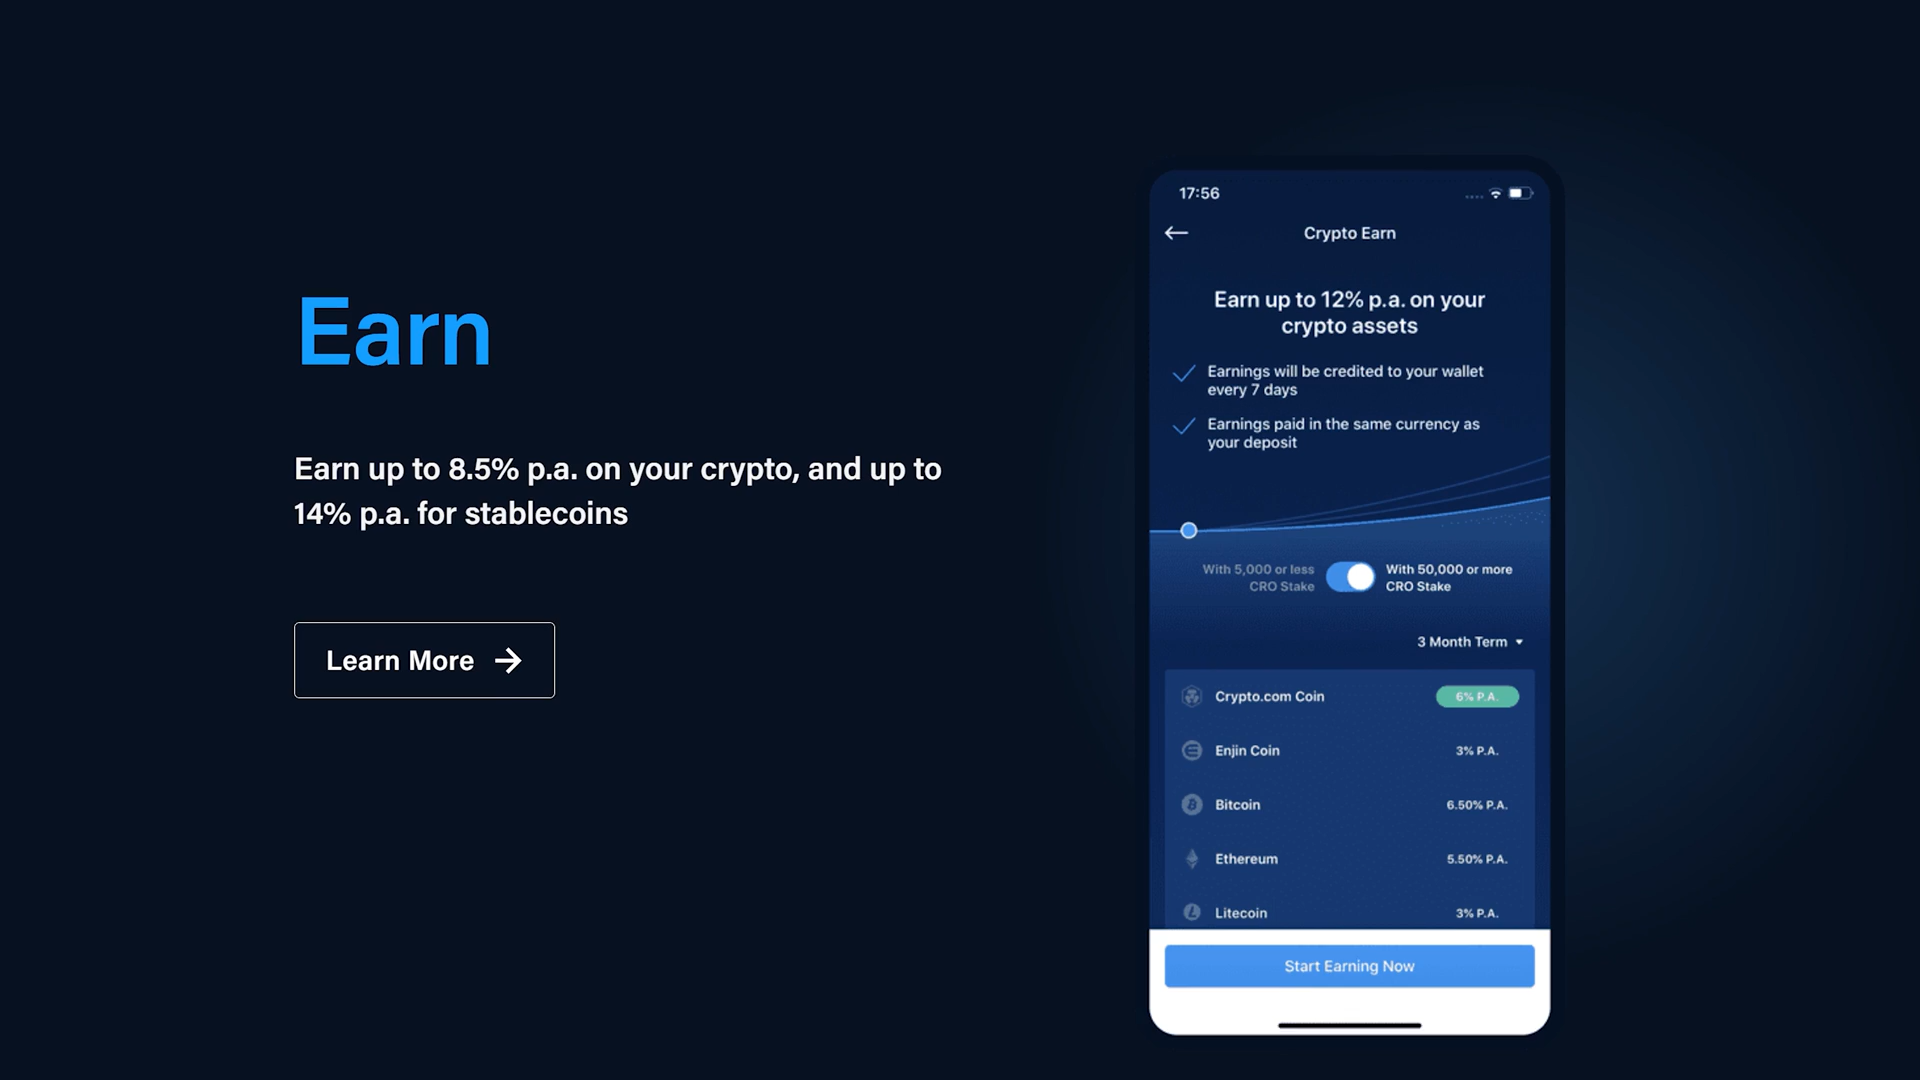 Earn
Earn up to 8.5% p.a. on your crypto, and up to
14% p.a. for stablecoins
Learn More
17:56
Crypto Earn
Earn up to 12% p.a. on your
crypto assets
Earnings will be credited to your wallet
every 7 days
Earnings paid in the same currency as
your deposit
With 5,000 or less
CRO Stake
With 50,000 or more
CRO Stake
3 Month Term
Crypto.com Coin 6% P.A.
Enjin Coin 3% P.A.
Bitcoin 6.50% P.A.
Ethereum 5.50% P.A.
Litecoin 3% P.A.
Start Earning Now